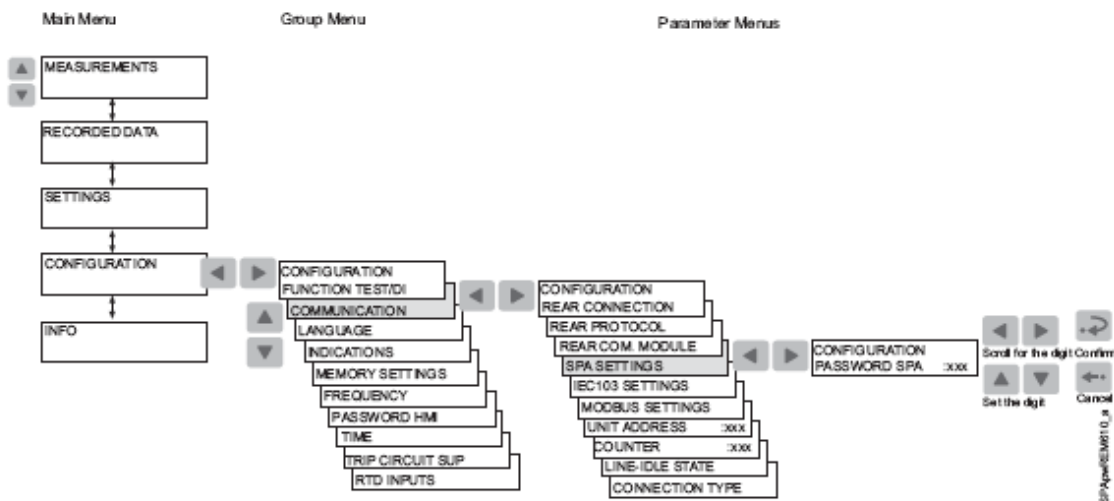 Main Menu
Group Menu
Parameter Menus
MEASUREMENTS
RECORDED DATA
SETTINGS
CONFIGURATION
INFO
CONFIGURATION
FUNCTION TEST/DI
COMMUNICATION
LANGUAGE
INDICATIONS
MEMORY SETTINGS
FREQUENCY
PASSWORD HMI
TIME
TRIP CIRCUIT SUP
RTD INPUTS
CONFIGURATION
REAR CONNECTION
REAR PROTOCOL
REAR COM. MODULE
SPA SETTINGS
IEC103 SETTINGS
MODBUS SETTINGS
UNIT ADDRESS :xxx
COUNTER :xxx
LINE-IDLE STATE
CONNECTION TYPE
CONFIGURATION
PASSWORD SPA :xxx
Scroll for the digit
Confirm
Set the digit
Cancel